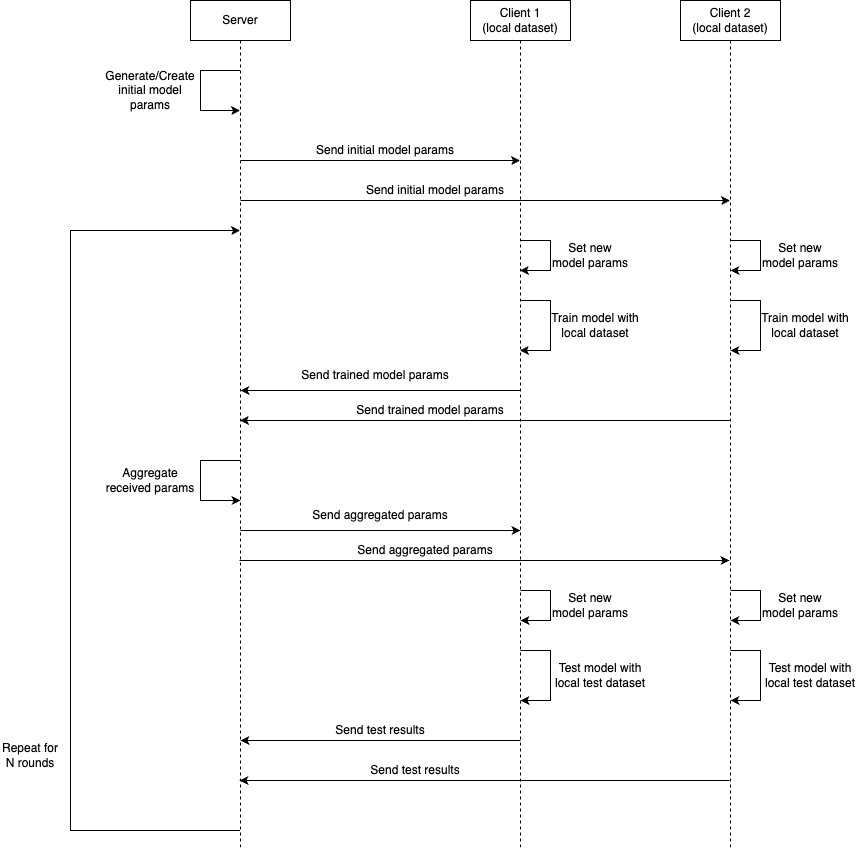 Server
Client 1
(local dataset)
Client 2
(local dataset)
Generate/Create
initial model
params
Send initial model params
Send initial model params
Set new
model params
Set new
model params
Train model with
local dataset
Train model with
local dataset
Send trained model params
Send trained model params
Aggregate
received params
Send aggregated params
Send aggregated params
Set new
model params
Set new
model params
Test model with
local test dataset
Test model with
local test dataset
Send test results
Repeat for
N rounds
Send test results